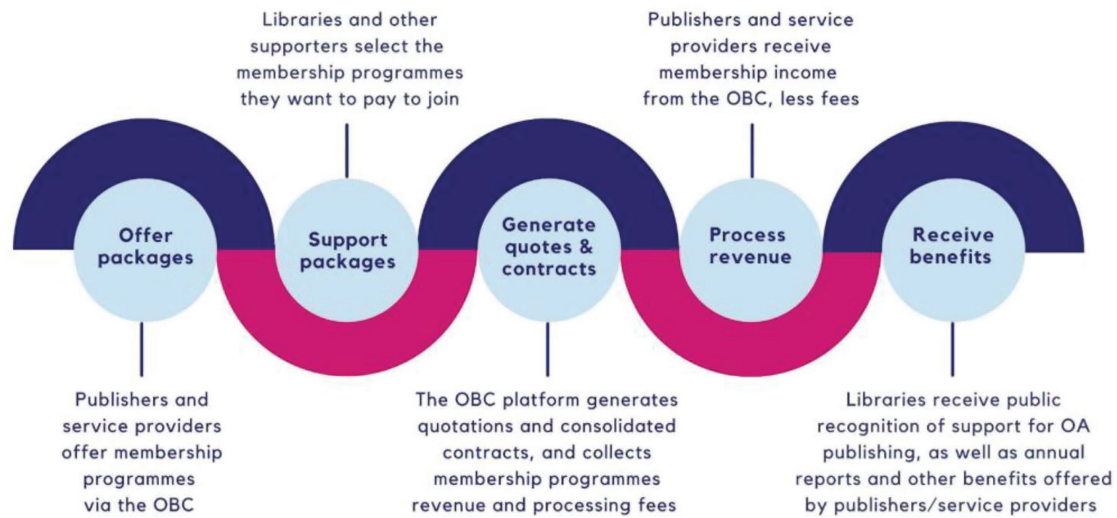 Offer
packages
Publishers and
service providers
offer membership
programmes
via the OBC
Libraries and other
supporters select the
membership programmes
they want to pay to join
Support
packages
Generate
quotes &
contracts
The OBC platform generates
quotations and consolidated
contracts, and collects
membership programmes
revenue and processing fees
Publishers and service
providers receive
membership income
from the OBC, less fees
Process
revenue
Receive
benefits
Libraries receive public
recognition of support for OA
publishing, as well as annual
reports and other benefits offered
by publishers/service providers